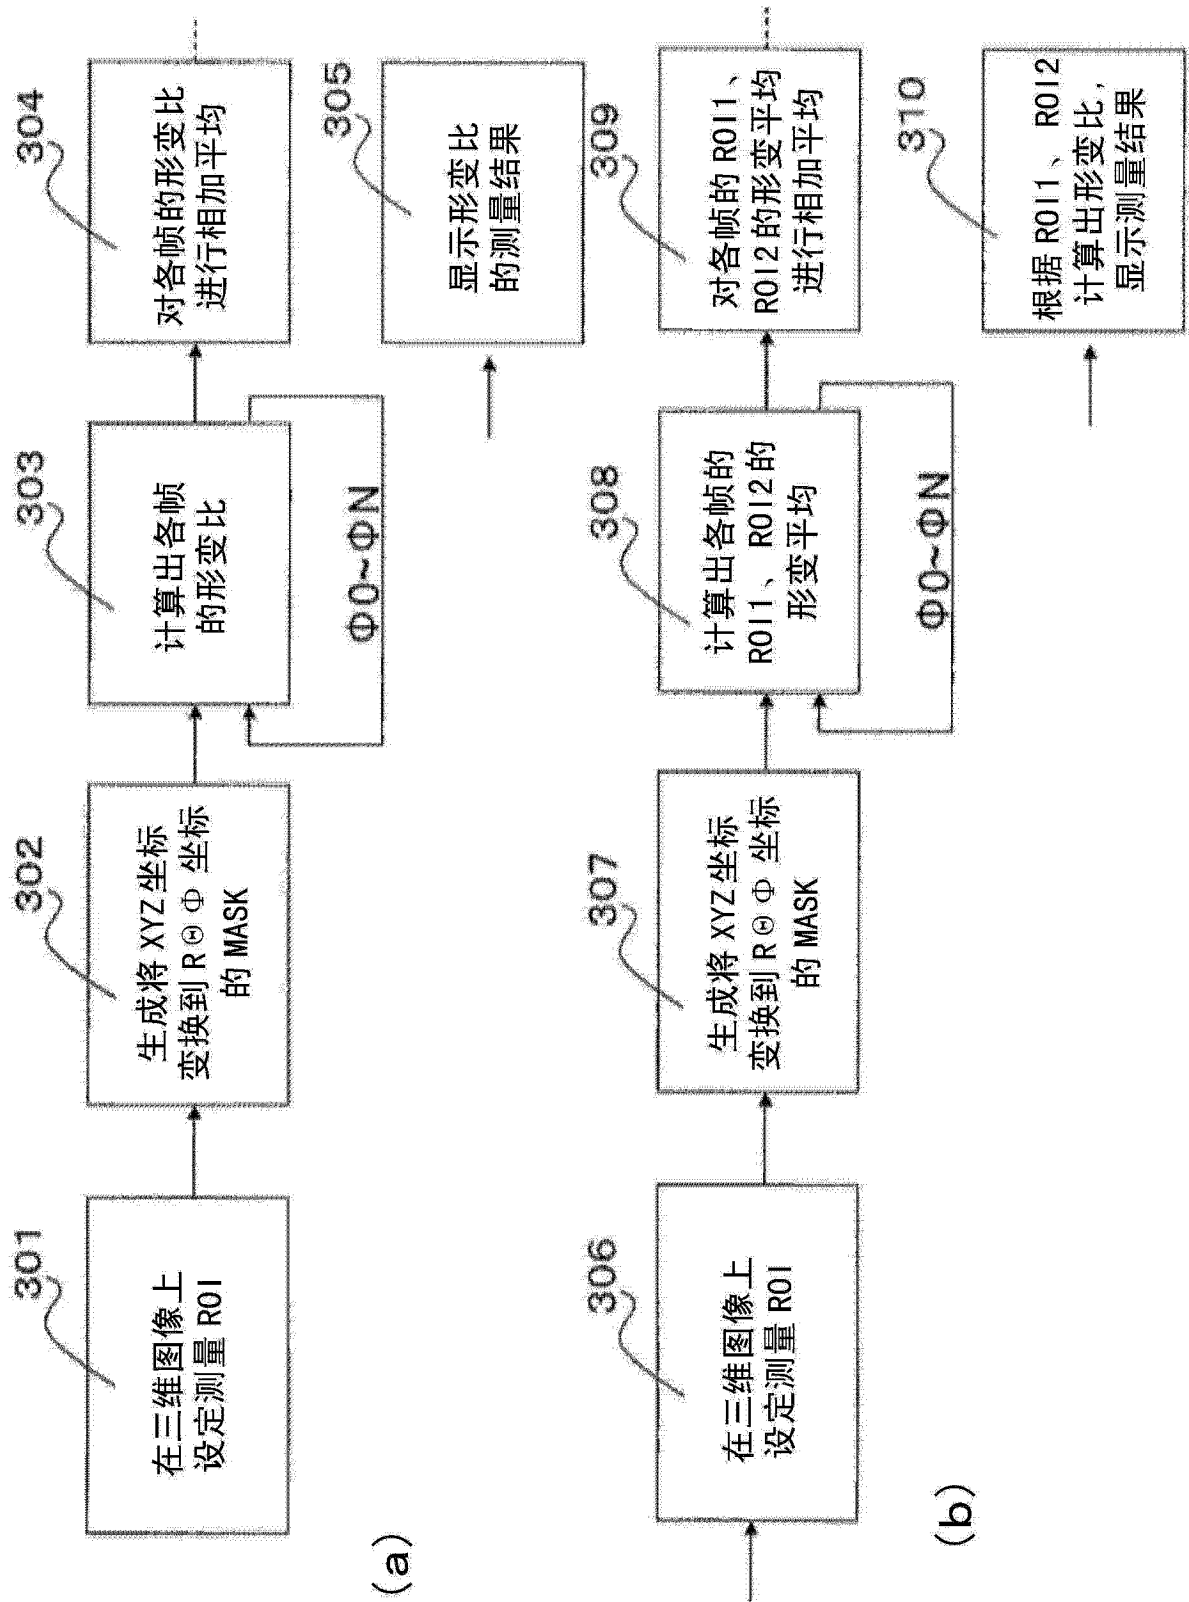 301
在三维图像上
设定测量 ROI
302
生成将 XYZ 坐标
变换到 RΘΦ 坐标
的 MASK
303
计算出各帧
的形变比
Φ0~ΦN
304
对各帧的形变比
进行相加平均
305
显示形变比
的测量结果
(a)
306
在三维图像上
设定测量 ROI
307
生成将 XYZ 坐标
变换到 RΘΦ 坐标
的 MASK
308
计算出各帧的
ROI1、ROI2 的
形变平均
Φ0~ΦN
309
对各帧的 ROI1、
ROI2 的形变平均
进行相加平均
310
根据 ROI1、ROI2
计算出形变比,
显示测量结果
(b)